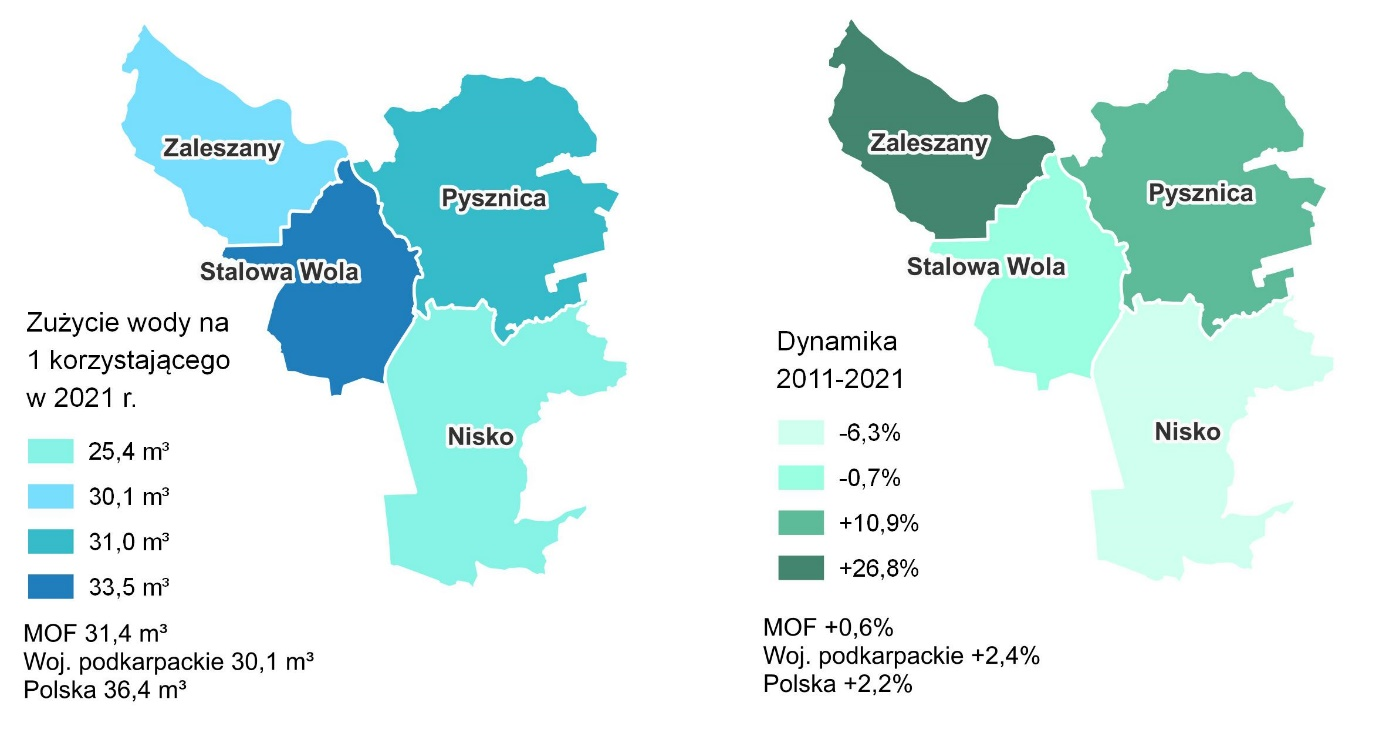 Zaleszany
Pysznica
Stalowa Wola
Nisko
Zużycie wody na
1 korzystającego
w 2021 r.
25,4 m³
30,1 m³
31,0 m³
33,5 m³
MOF 31,4 m³
Woj. podkarpackie 30,1 m³
Polska 36,4 m³
Zaleszany
Pysznica
Stalowa Wola
Nisko
Dynamika
2011-2021
-6,3%
-0,7%
+10,9%
+26,8%
MOF +0,6%
Woj. podkarpackie +2,4%
Polska +2,2%